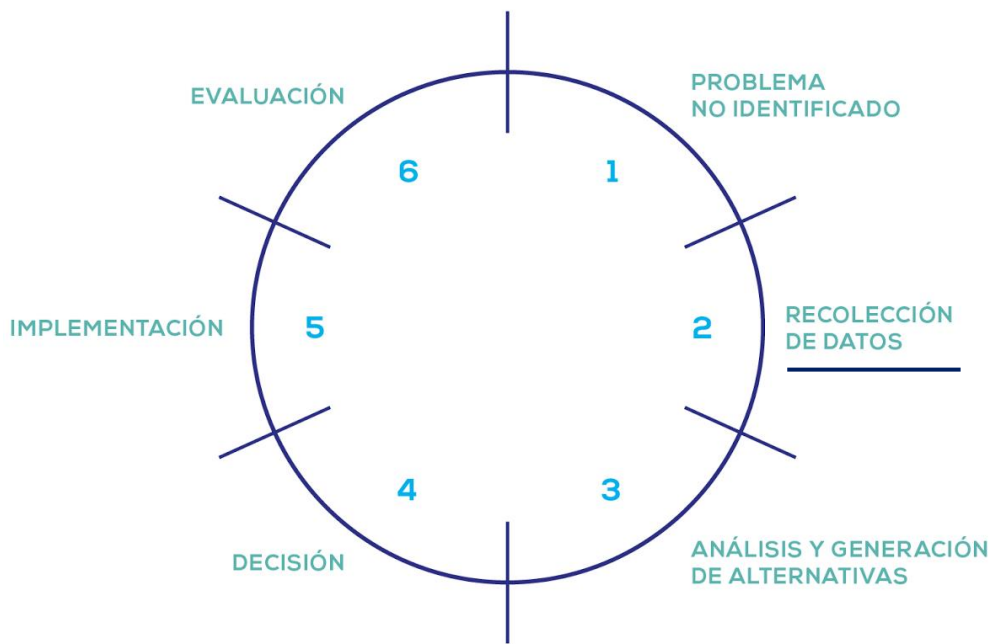 PROBLEMA
NO IDENTIFICADO
1
RECOLECCIÓN
DE DATOS
2
ANÁLISIS Y GENERACIÓN
DE ALTERNATIVAS
3
DECISIÓN
4
IMPLEMENTACIÓN
5
EVALUACIÓN
6